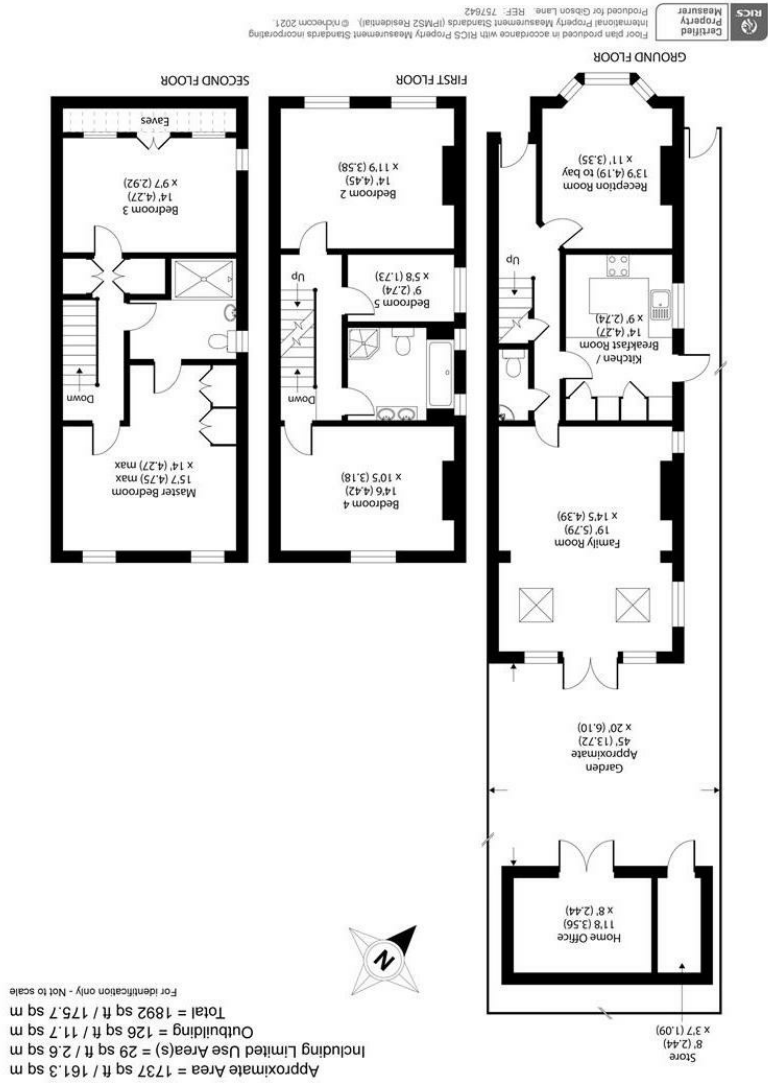 Approximate Area = 1737 sq ft / 161.3 sq m
Including Limited Use Area(s) = 29 sq ft / 2.6 sq m
Outbuilding = 126 sq ft / 11.7 sq m
Total = 1892 sq ft / 175.7 sq m
For identification only - Not to scale
Store
8' (2.44)
x 3'7 (1.09)
Home Office
11'8 (3.56)
x 8' (2.44)
N
Garden
Approximate
45' (13.72)
x 20' (6.10)
Family Room
19' (5.79)
x 14'5 (4.39)
Kitchen /
Breakfast Room
14' (4.27)
x 9' (2.74)
Up
Reception Room
13'9 (4.19) to bay
x 11' (3.35)
GROUND FLOOR
Bedroom 4
14'6 (4.42)
x 10'5 (3.18)
Down
Up
Bedroom 5
9' (2.74)
x 5'8 (1.73)
Bedroom 2
14' (4.45)
x 11'9 (3.58)
FIRST FLOOR
Master Bedroom
15'7 (4.75) max
x 14' (4.27) max
Down
Bedroom 3
14' (4.27)
x 9'7 (2.92)
Eaves
SECOND FLOOR
RICS
Certified
Property
Measurer
Floor plan produced in accordance with RICS Property Measurement Standards incorporating
International Property Measurement Standards (IPMS2 Residential). © nichecom 2021.
Produced for Gibson Lane. REF: 757642